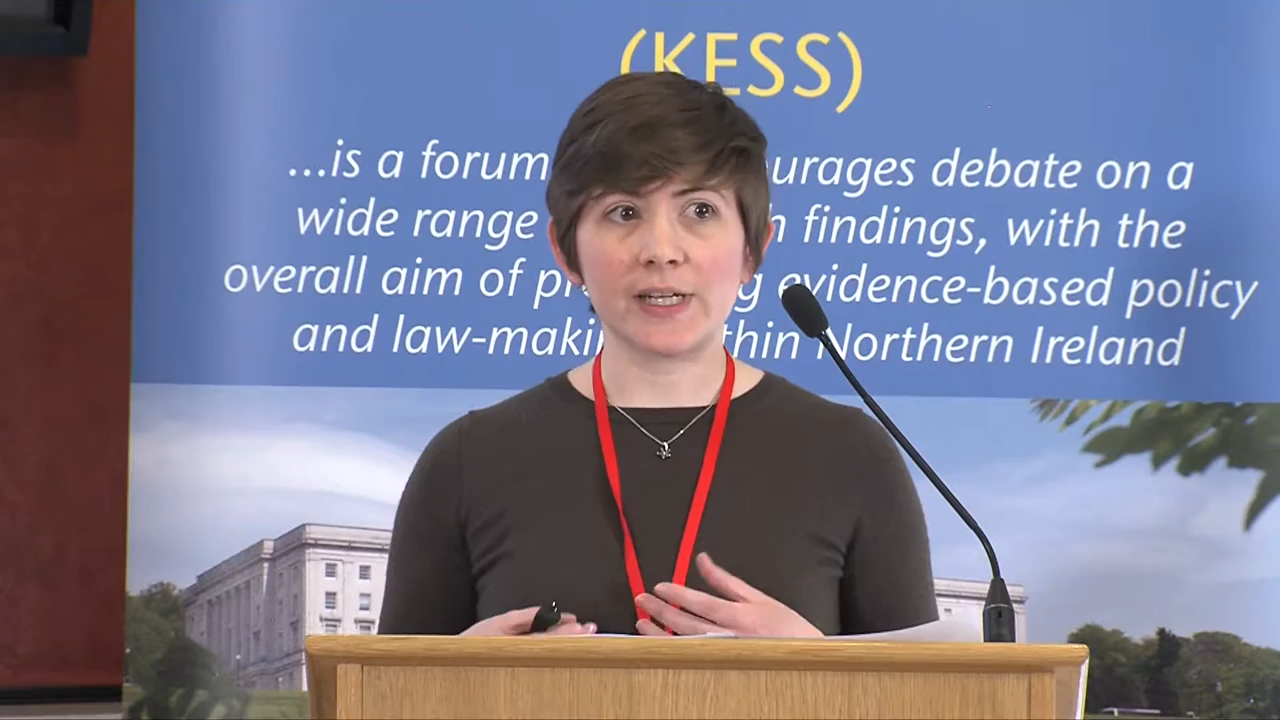 (KESS)
...is a forum urages debate on a
wide range findings, with the
overall aim of evidence-based policy
and law-maki thin Northern Ireland